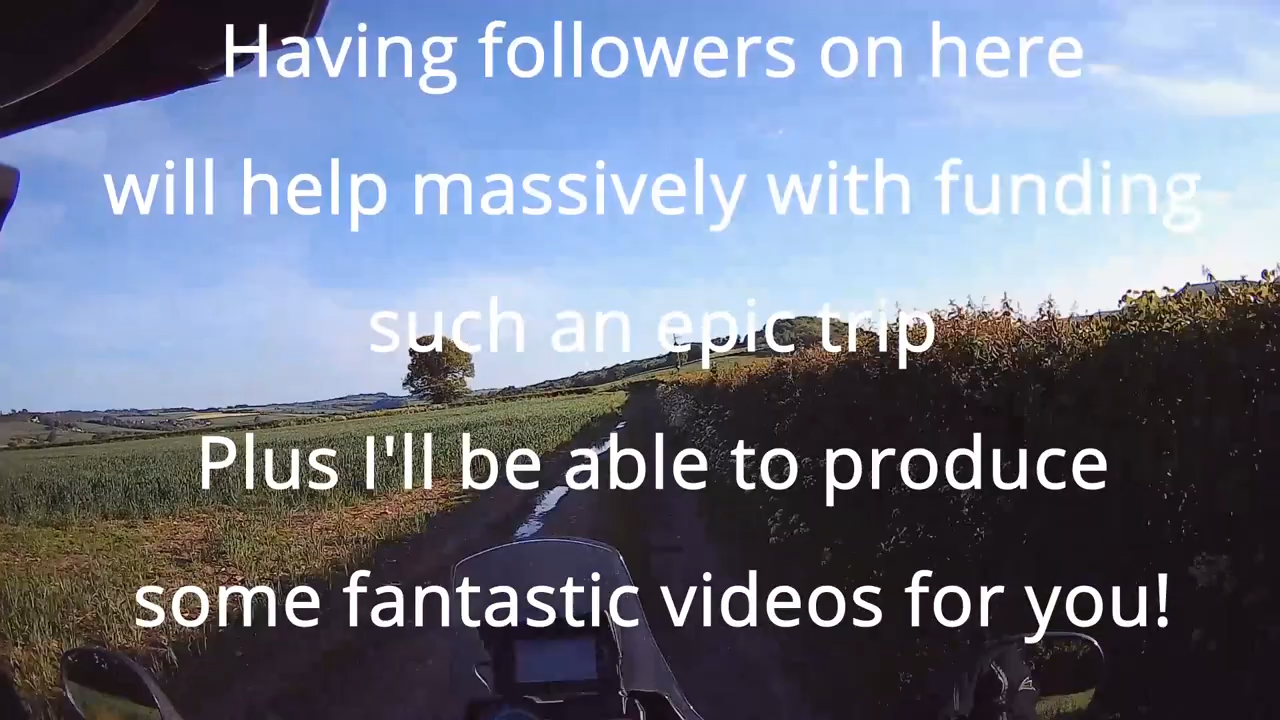 Having followers on here
will help massively with funding
such an epic trip
Plus I'll be able to produce
some fantastic videos for you!